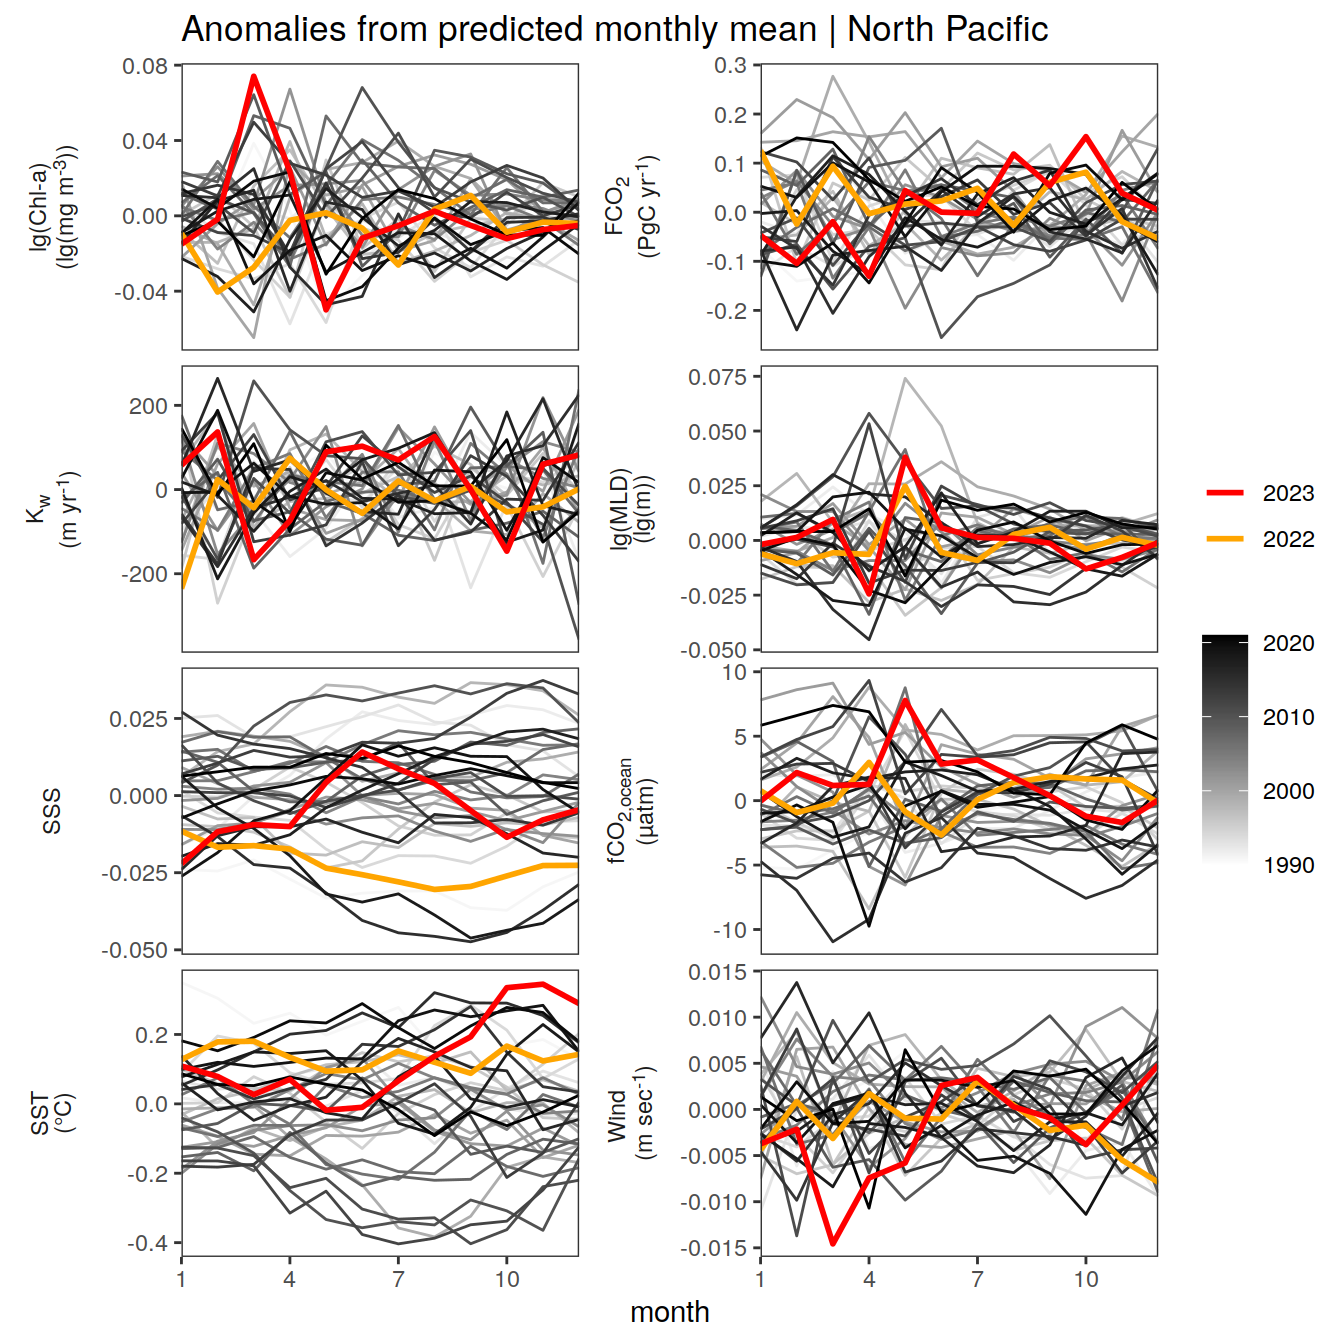 Anomalies from predicted monthly mean | North Pacific
lg(Chl-a)
(lg(mg m⁻³))
0.08
0.04
0.00
-0.04
FCO₂
(PgC yr⁻¹)
0.3
0.2
0.1
0.0
-0.1
-0.2
K_w
(m yr⁻¹)
200
0
-200
lg(MLD)
(lg(m))
0.075
0.050
0.025
0.000
-0.025
-0.050
SSS
0.025
0.000
-0.025
-0.050
fCO₂,ocean
(µatm)
10
5
0
-5
-10
SST
(°C)
0.2
0.0
-0.2
-0.4
1 4 7 10
Wind
(m sec⁻¹)
0.015
0.010
0.005
0.000
-0.005
-0.010
-0.015
1 4 7 10
month
2023
2022
2020
2010
2000
1990